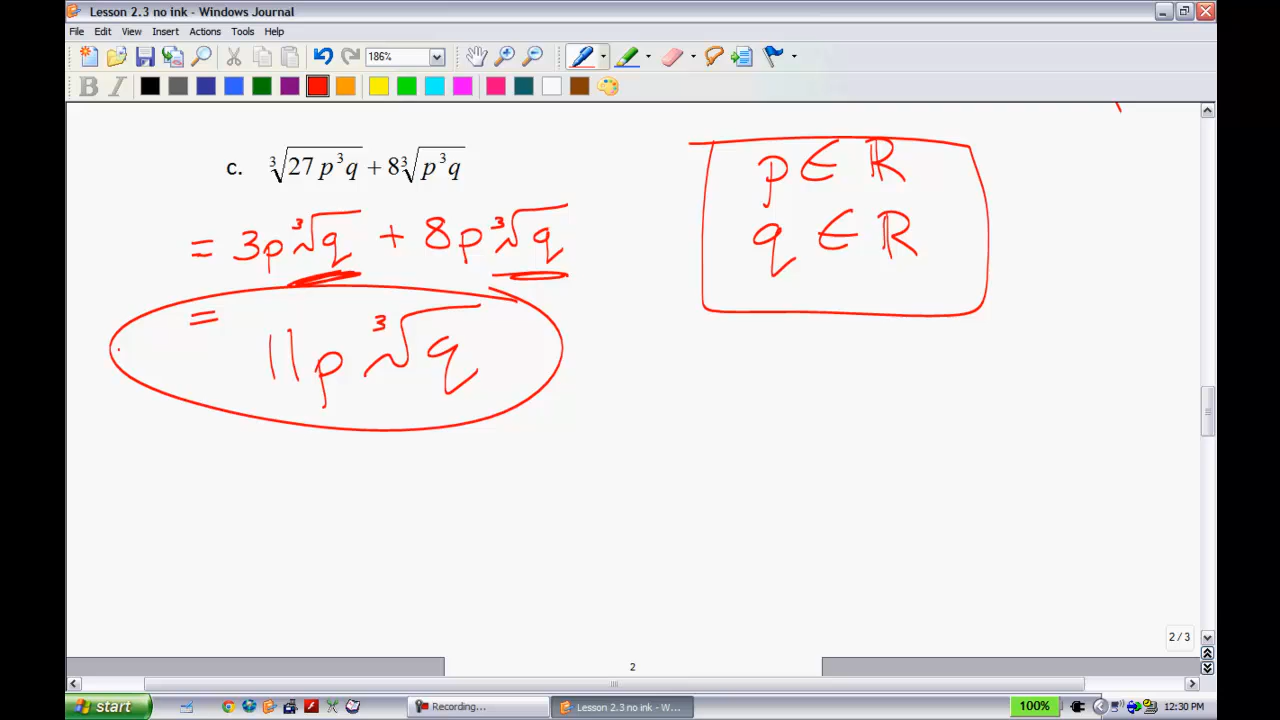 Lesson 2.3 no ink - Windows Journal
File Edit View Insert Actions Tools Help
186%
B I
c. ∛27p³q + 8∛p³q
= 3p∛q + 8p∛q
= 11p∛q
p ∈ ℝ
q ∈ ℝ
2 / 3
2
start Recording... Lesson 2.3 no ink - W... 100% 12:30 PM